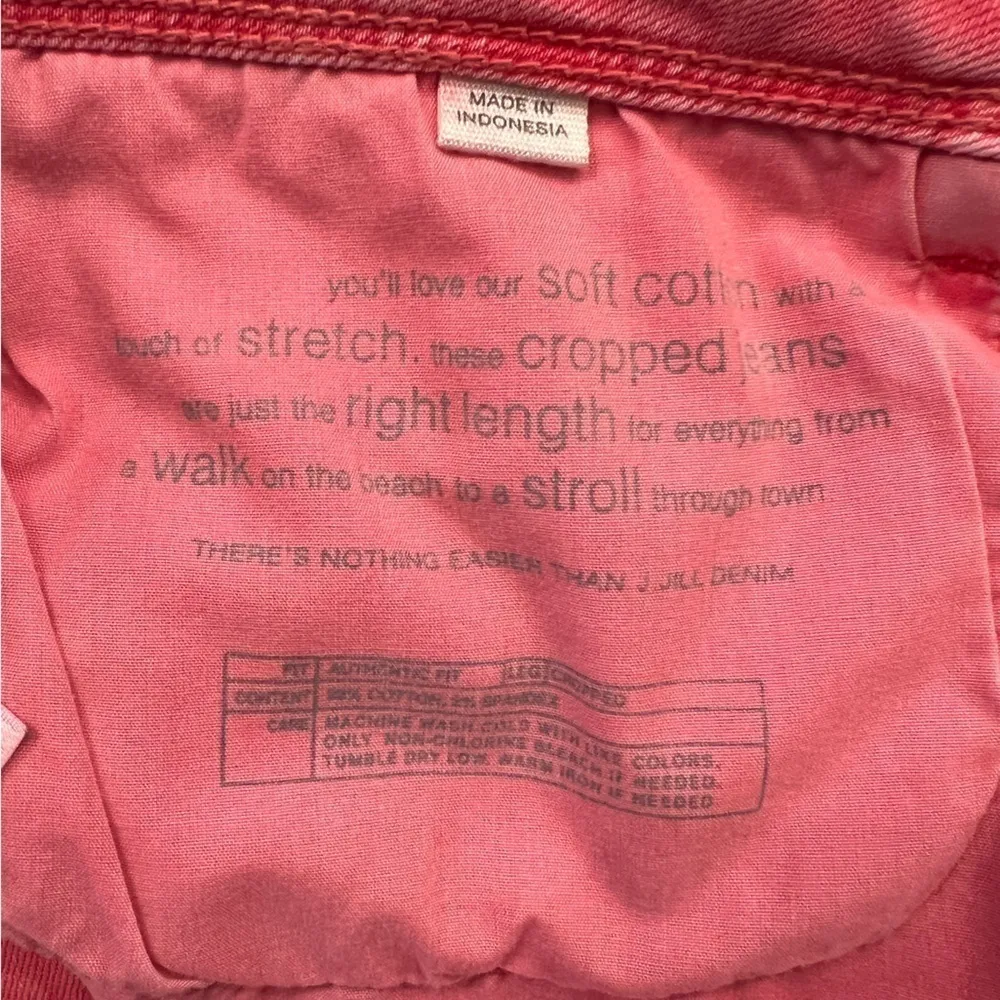 MADE IN
INDONESIA
you'll love our soft cotton with a
touch of stretch. these cropped jeans
are just the right length for everything from
a walk on the beach to a stroll through town
THERE'S NOTHING EASIER THAN J.JILL DENIM
FIT AUTHENTIC FIT LEG CROPPED
CONTENT 98% COTTON, 2% SPANDEX
CARE MACHINE WASH COLD WITH LIKE COLORS.
ONLY NON-CHLORINE BLEACH IF NEEDED.
TUMBLE DRY LOW. WARM IRON IF NEEDED